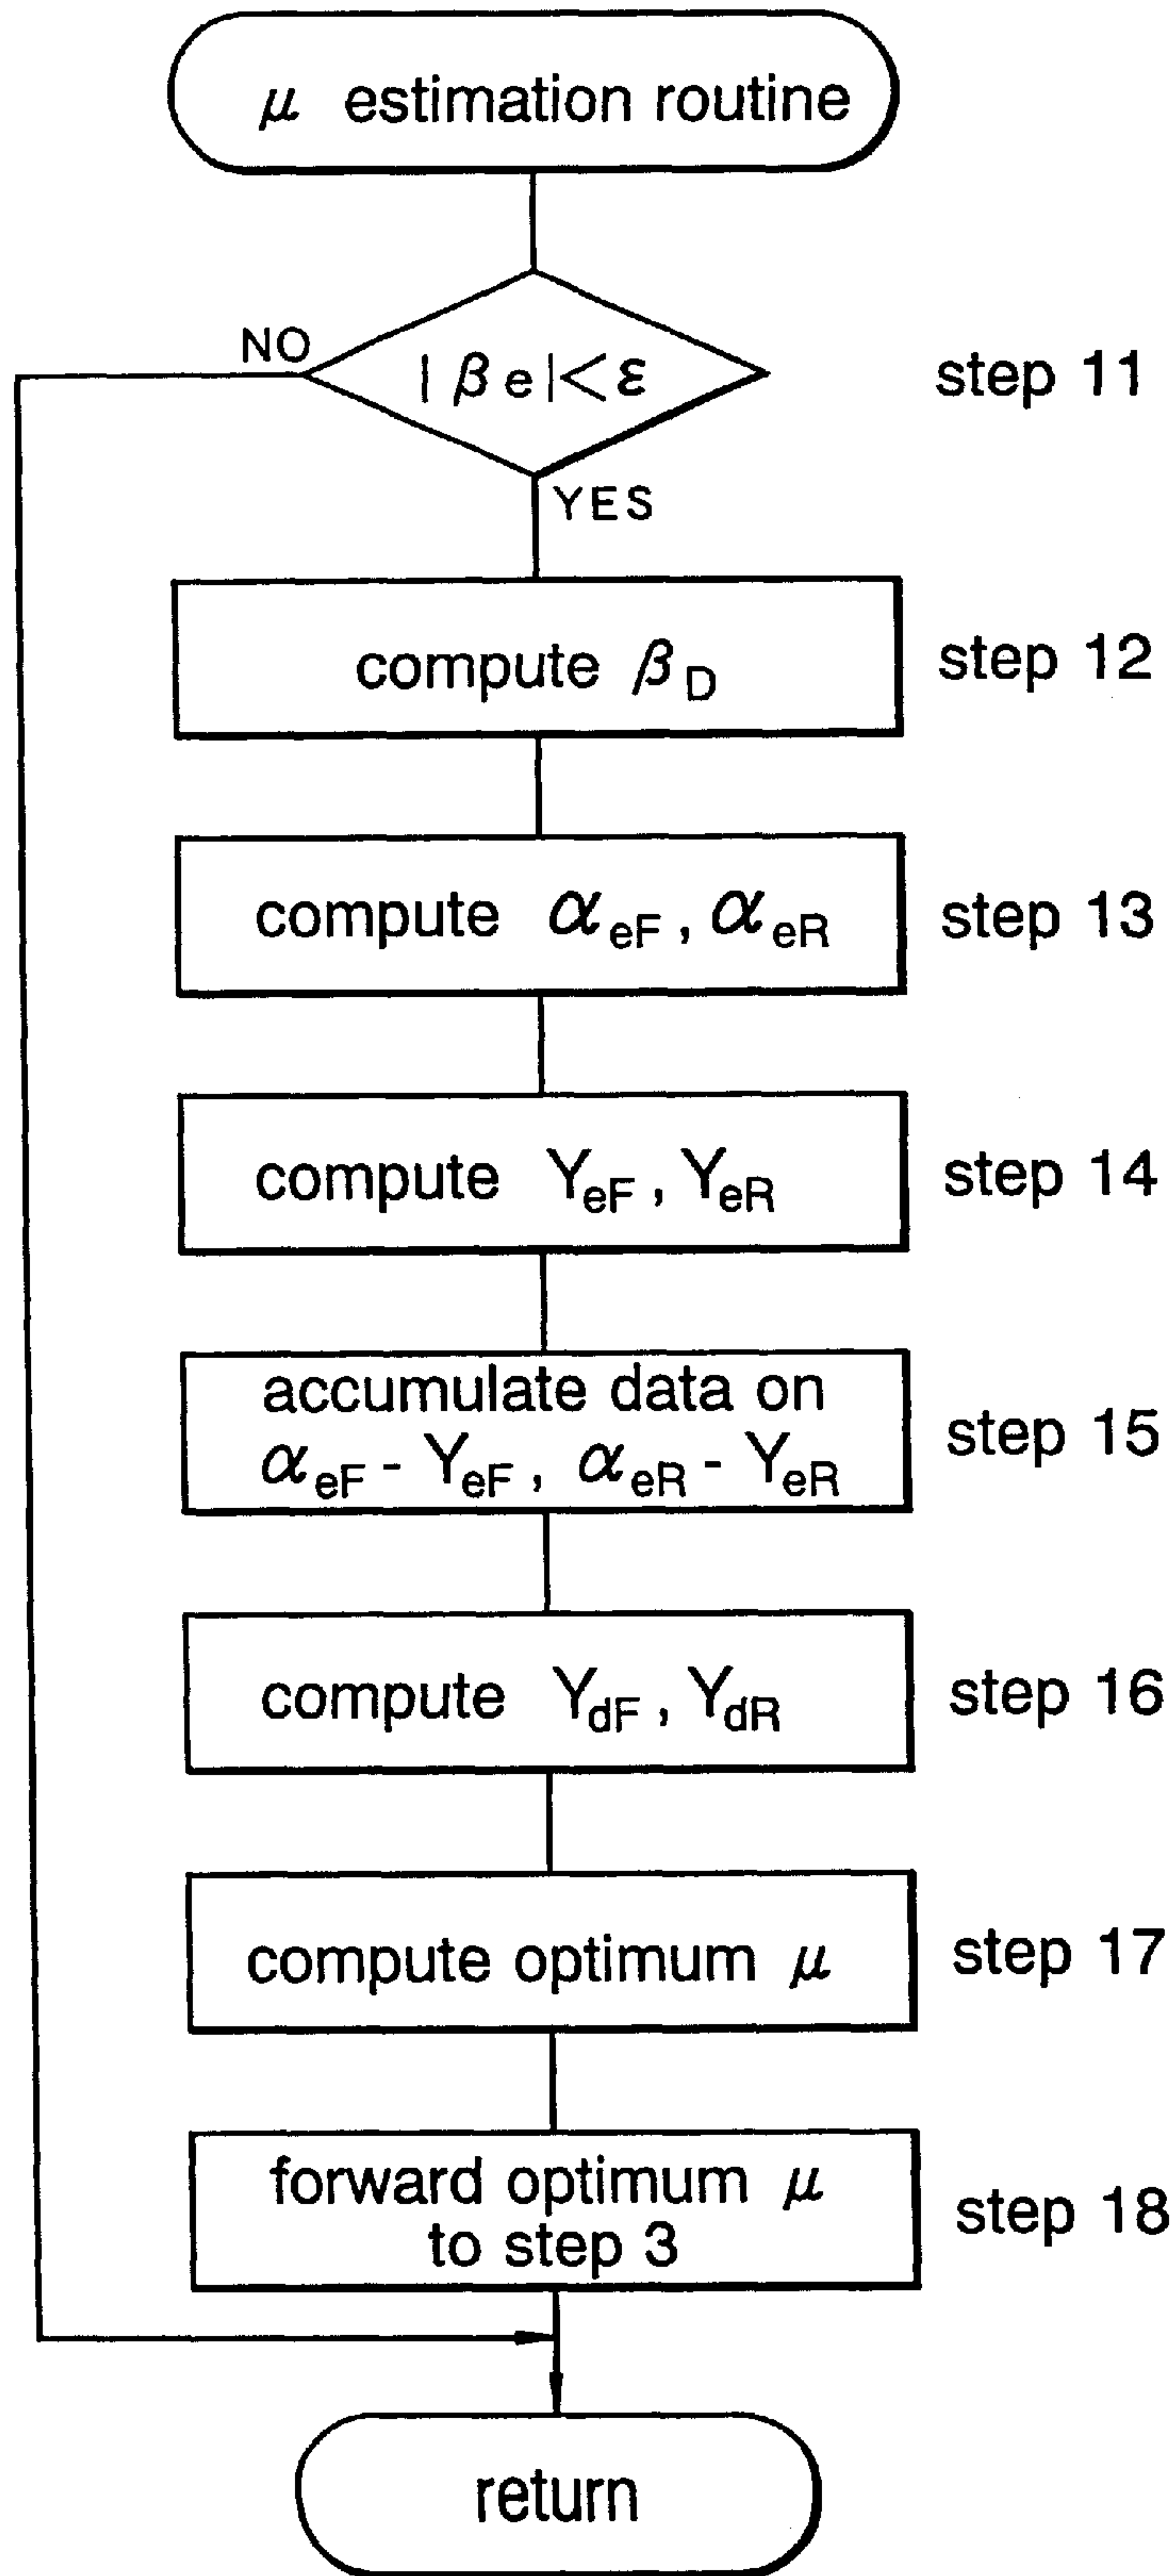 μ estimation routine
NO
|βe|<ε
step 11
YES
compute βD
step 12
compute αeF, αeR
step 13
compute YeF, YeR
step 14
accumulate data on
αeF - YeF, αeR - YeR
step 15
compute YdF, YdR
step 16
compute optimum μ
step 17
forward optimum μ
to step 3
step 18
return